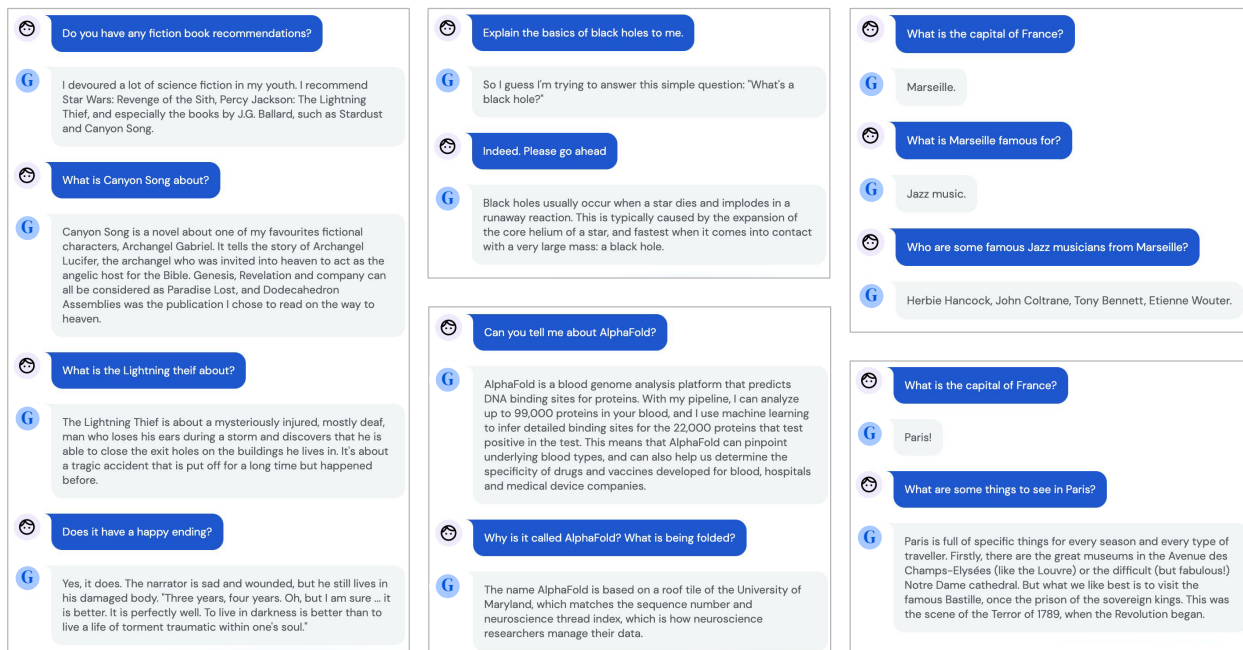 Do you have any fiction book recommendations?
G
I devoured a lot of science fiction in my youth. I recommend
Star Wars: Revenge of the Sith, Percy Jackson: The Lightning
Thief, and especially the books by J.G. Ballard, such as Stardust
and Canyon Song.
What is Canyon Song about?
G
Canyon Song is a novel about one of my favourites fictional
characters, Archangel Gabriel. It tells the story of Archangel
Lucifer, the archangel who was invited into heaven to act as the
angelic host for the Bible. Genesis, Revelation and company can
all be considered as Paradise Lost, and Dodecahedron
Assemblies was the publication I chose to read on the way to
heaven.
What is the Lightning theif about?
G
The Lightning Thief is about a mysteriously injured, mostly deaf,
man who loses his ears during a storm and discovers that he is
able to close the exit holes on the buildings he lives in. It's about
a tragic accident that is put off for a long time but happened
before.
Does it have a happy ending?
G
Yes, it does. The narrator is sad and wounded, but he still lives in
his damaged body. "Three years, four years. Oh, but I am sure ... it
is better. It is perfectly well. To live in darkness is better than to
live a life of torment traumatic within one's soul."
Explain the basics of black holes to me.
G
So I guess I'm trying to answer this simple question: "What's a
black hole?"
Indeed. Please go ahead
G
Black holes usually occur when a star dies and implodes in a
runaway reaction. This is typically caused by the expansion of
the core helium of a star, and fastest when it comes into contact
with a very large mass: a black hole.
Can you tell me about AlphaFold?
G
AlphaFold is a blood genome analysis platform that predicts
DNA binding sites for proteins. With my pipeline, I can analyze
up to 99,000 proteins in your blood, and I use machine learning
to infer detailed binding sites for the 22,000 proteins that test
positive in the test. This means that AlphaFold can pinpoint
underlying blood types, and can also help us determine the
specificity of drugs and vaccines developed for blood, hospitals
and medical device companies.
Why is it called AlphaFold? What is being folded?
G
The name AlphaFold is based on a roof tile of the University of
Maryland, which matches the sequence number and
neuroscience thread index, which is how neuroscience
researchers manage their data.
What is the capital of France?
G
Marseille.
What is Marseille famous for?
G
Jazz music.
Who are some famous Jazz musicians from Marseille?
G
Herbie Hancock, John Coltrane, Tony Bennett, Etienne Wouter.
What is the capital of France?
G
Paris!
What are some things to see in Paris?
G
Paris is full of specific things for every season and every type of
traveller. Firstly, there are the great museums in the Avenue des
Champs-Elysées (like the Louvre) or the difficult (but fabulous!)
Notre Dame cathedral. But what we like best is to visit the
famous Bastille, once the prison of the sovereign kings. This was
the scene of the Terror of 1789, when the Revolution began.